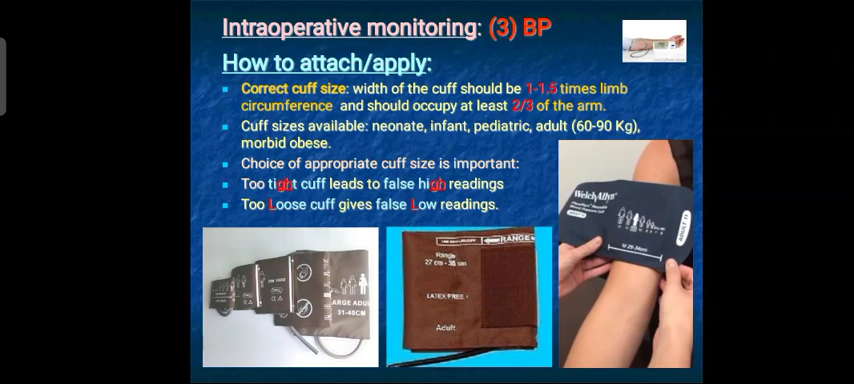 Intraoperative monitoring: (3) BP
How to attach/apply:
Correct cuff size: width of the cuff should be 1-1.5 times limb
circumference and should occupy at least 2/3 of the arm.
Cuff sizes available: neonate, infant, pediatric, adult (60-90 Kg),
morbid obese.
Choice of appropriate cuff size is important:
Too tight cuff leads to false high readings
Too Loose cuff gives false Low readings.
WelchAllyn
ADULT 11
RANGE
Range
27 cm - 35 cm
LATEX FREE
Adult
ARGE ADUL
31-40CM